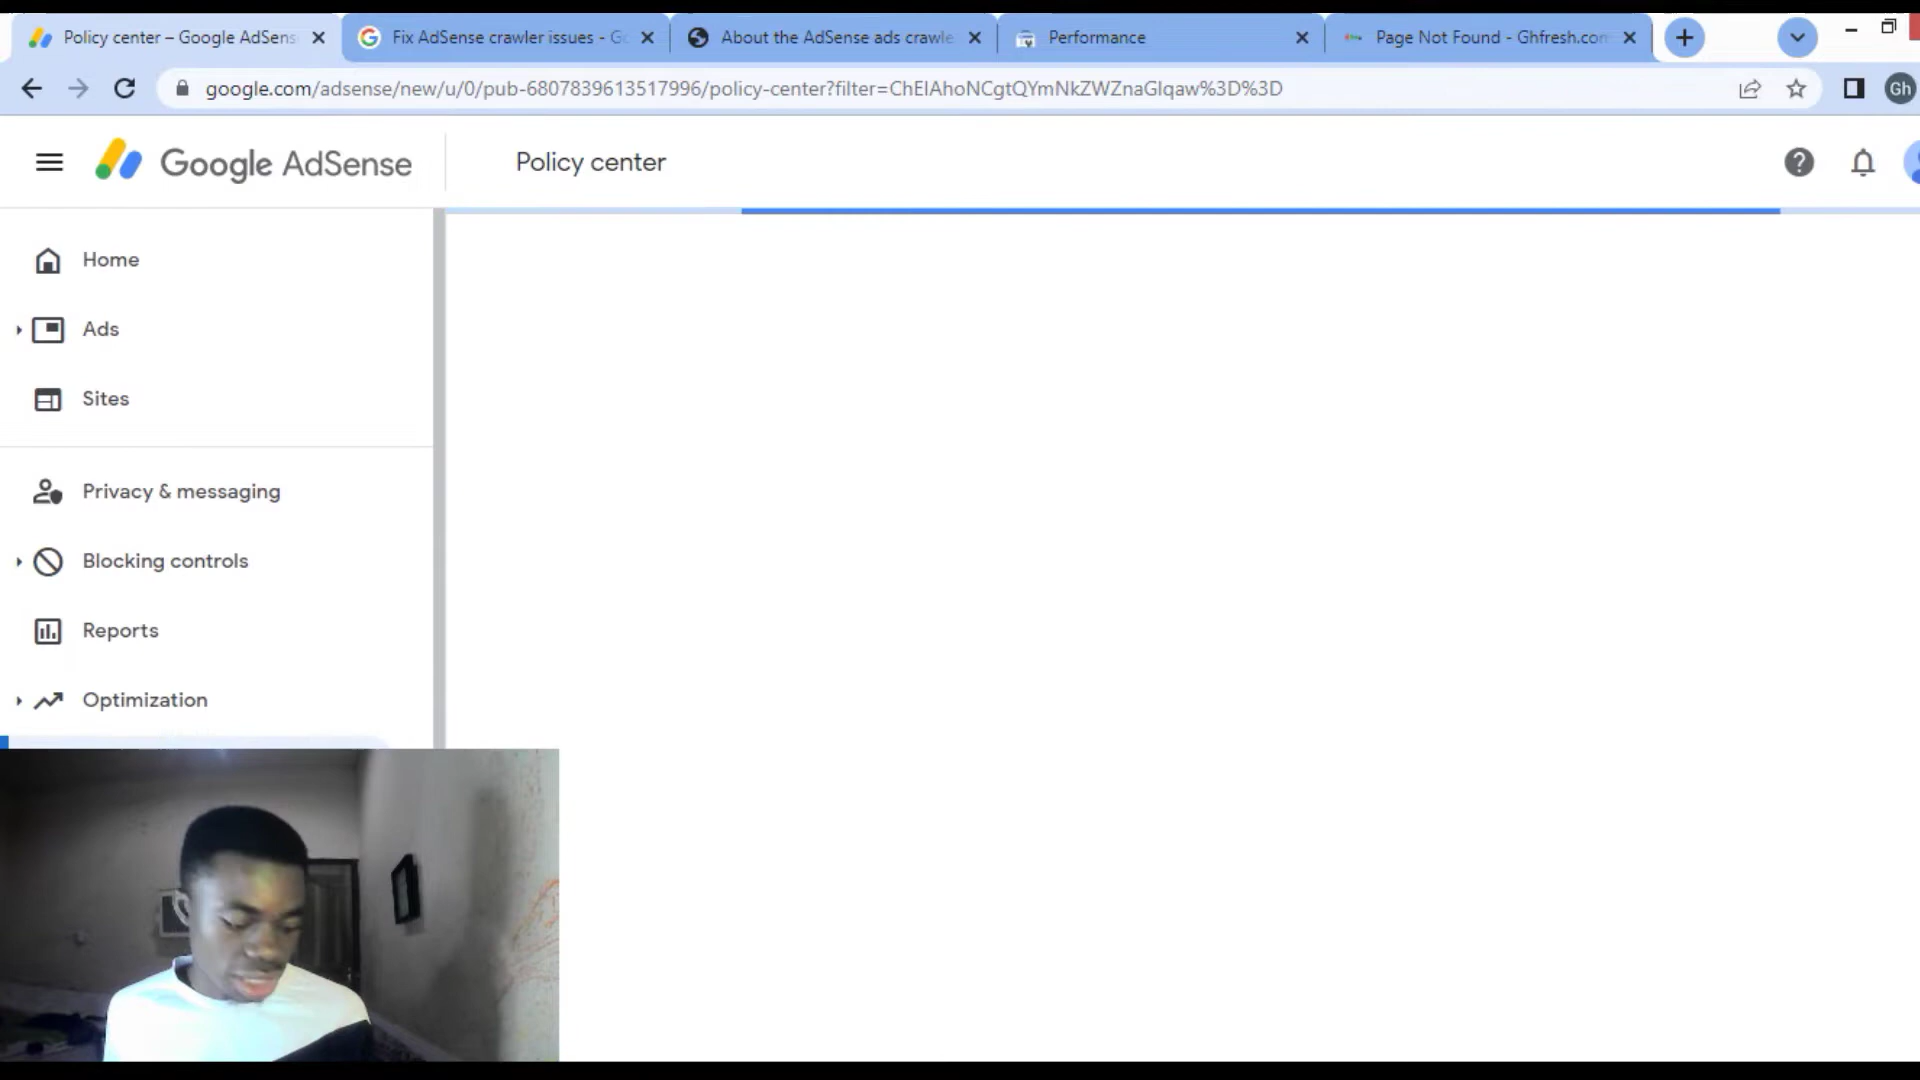 Policy center – Google AdSens
Fix AdSense crawler issues - Go
About the AdSense ads crawle
Performance
Page Not Found - Ghfresh.com
google.com/adsense/new/u/0/pub-6807839613517996/policy-center?filter=ChEIAhoNCgtQYmNkZWZnaGlqaw%3D%3D
Gh
Google AdSense
Policy center
Home
Ads
Sites
Privacy & messaging
Blocking controls
Reports
Optimization